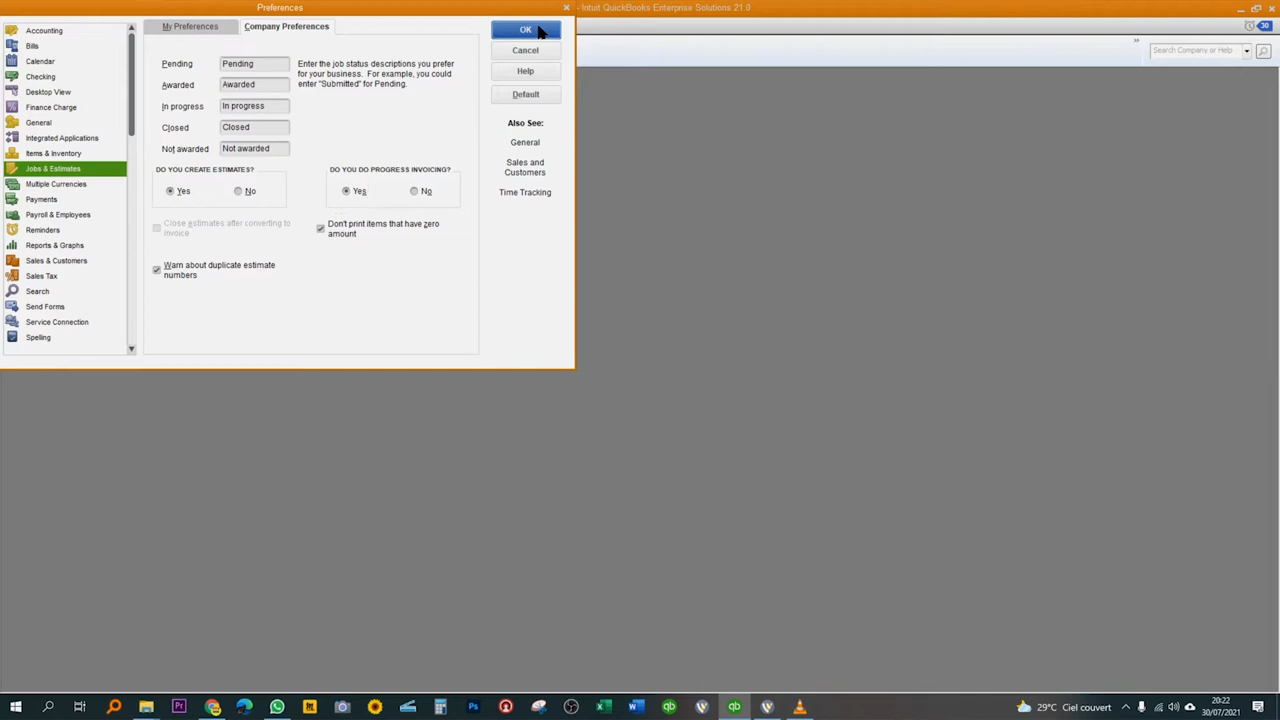 Preferences
- Intuit QuickBooks Enterprise Solutions 21.0
30
Search Company or Help
Accounting
Bills
Calendar
Checking
Desktop View
Finance Charge
General
Integrated Applications
Items & Inventory
Jobs & Estimates
Multiple Currencies
Payments
Payroll & Employees
Reminders
Reports & Graphs
Sales & Customers
Sales Tax
Search
Send Forms
Service Connection
Spelling
My Preferences
Company Preferences
Pending Pending
Awarded Awarded
In progress In progress
Closed Closed
Not awarded Not awarded
Enter the job status descriptions you prefer
for your business. For example, you could
enter "Submitted" for Pending.
DO YOU CREATE ESTIMATES?
Yes No
DO YOU DO PROGRESS INVOICING?
Yes No
Close estimates after converting to
invoice
Don't print items that have zero
amount
Warn about duplicate estimate
numbers
OK
Cancel
Help
Default
Also See:
General
Sales and
Customers
Time Tracking
Pr
Ps
qb
qb
29°C Ciel couvert
20:22
30/07/2021